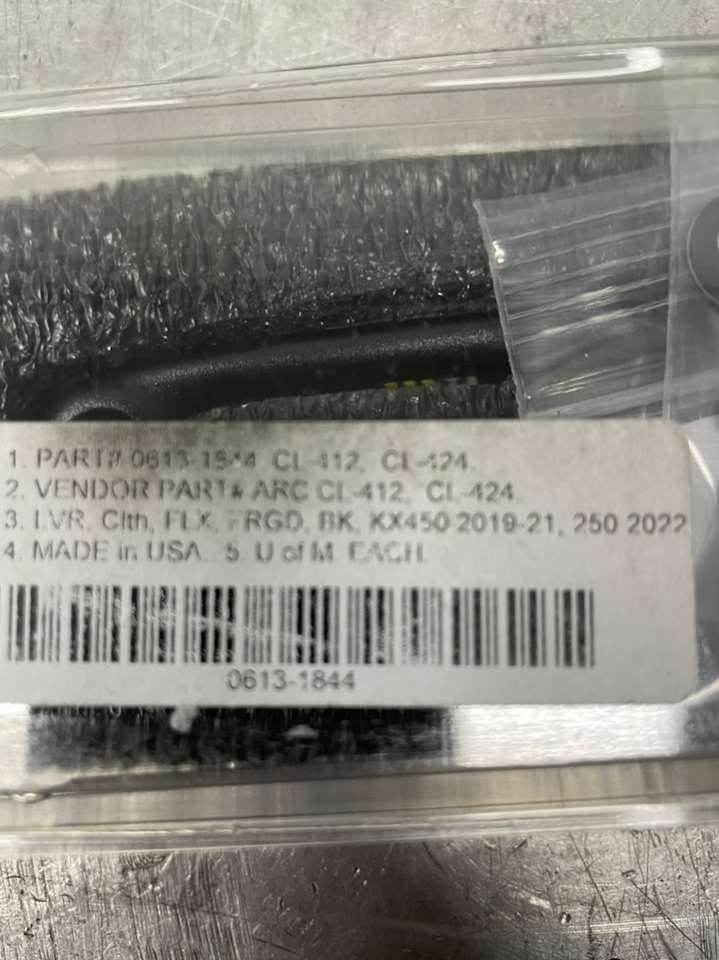 1. PART# 0613-1844, CL-412, CL-424.
2. VENDOR PART# ARC CL-412, CL-424.
3. LVR, Clth, FLX, FRGD, BK, KX450 2019-21, 250 2022
4. MADE in USA. 5. U of M EACH.
0613-1844